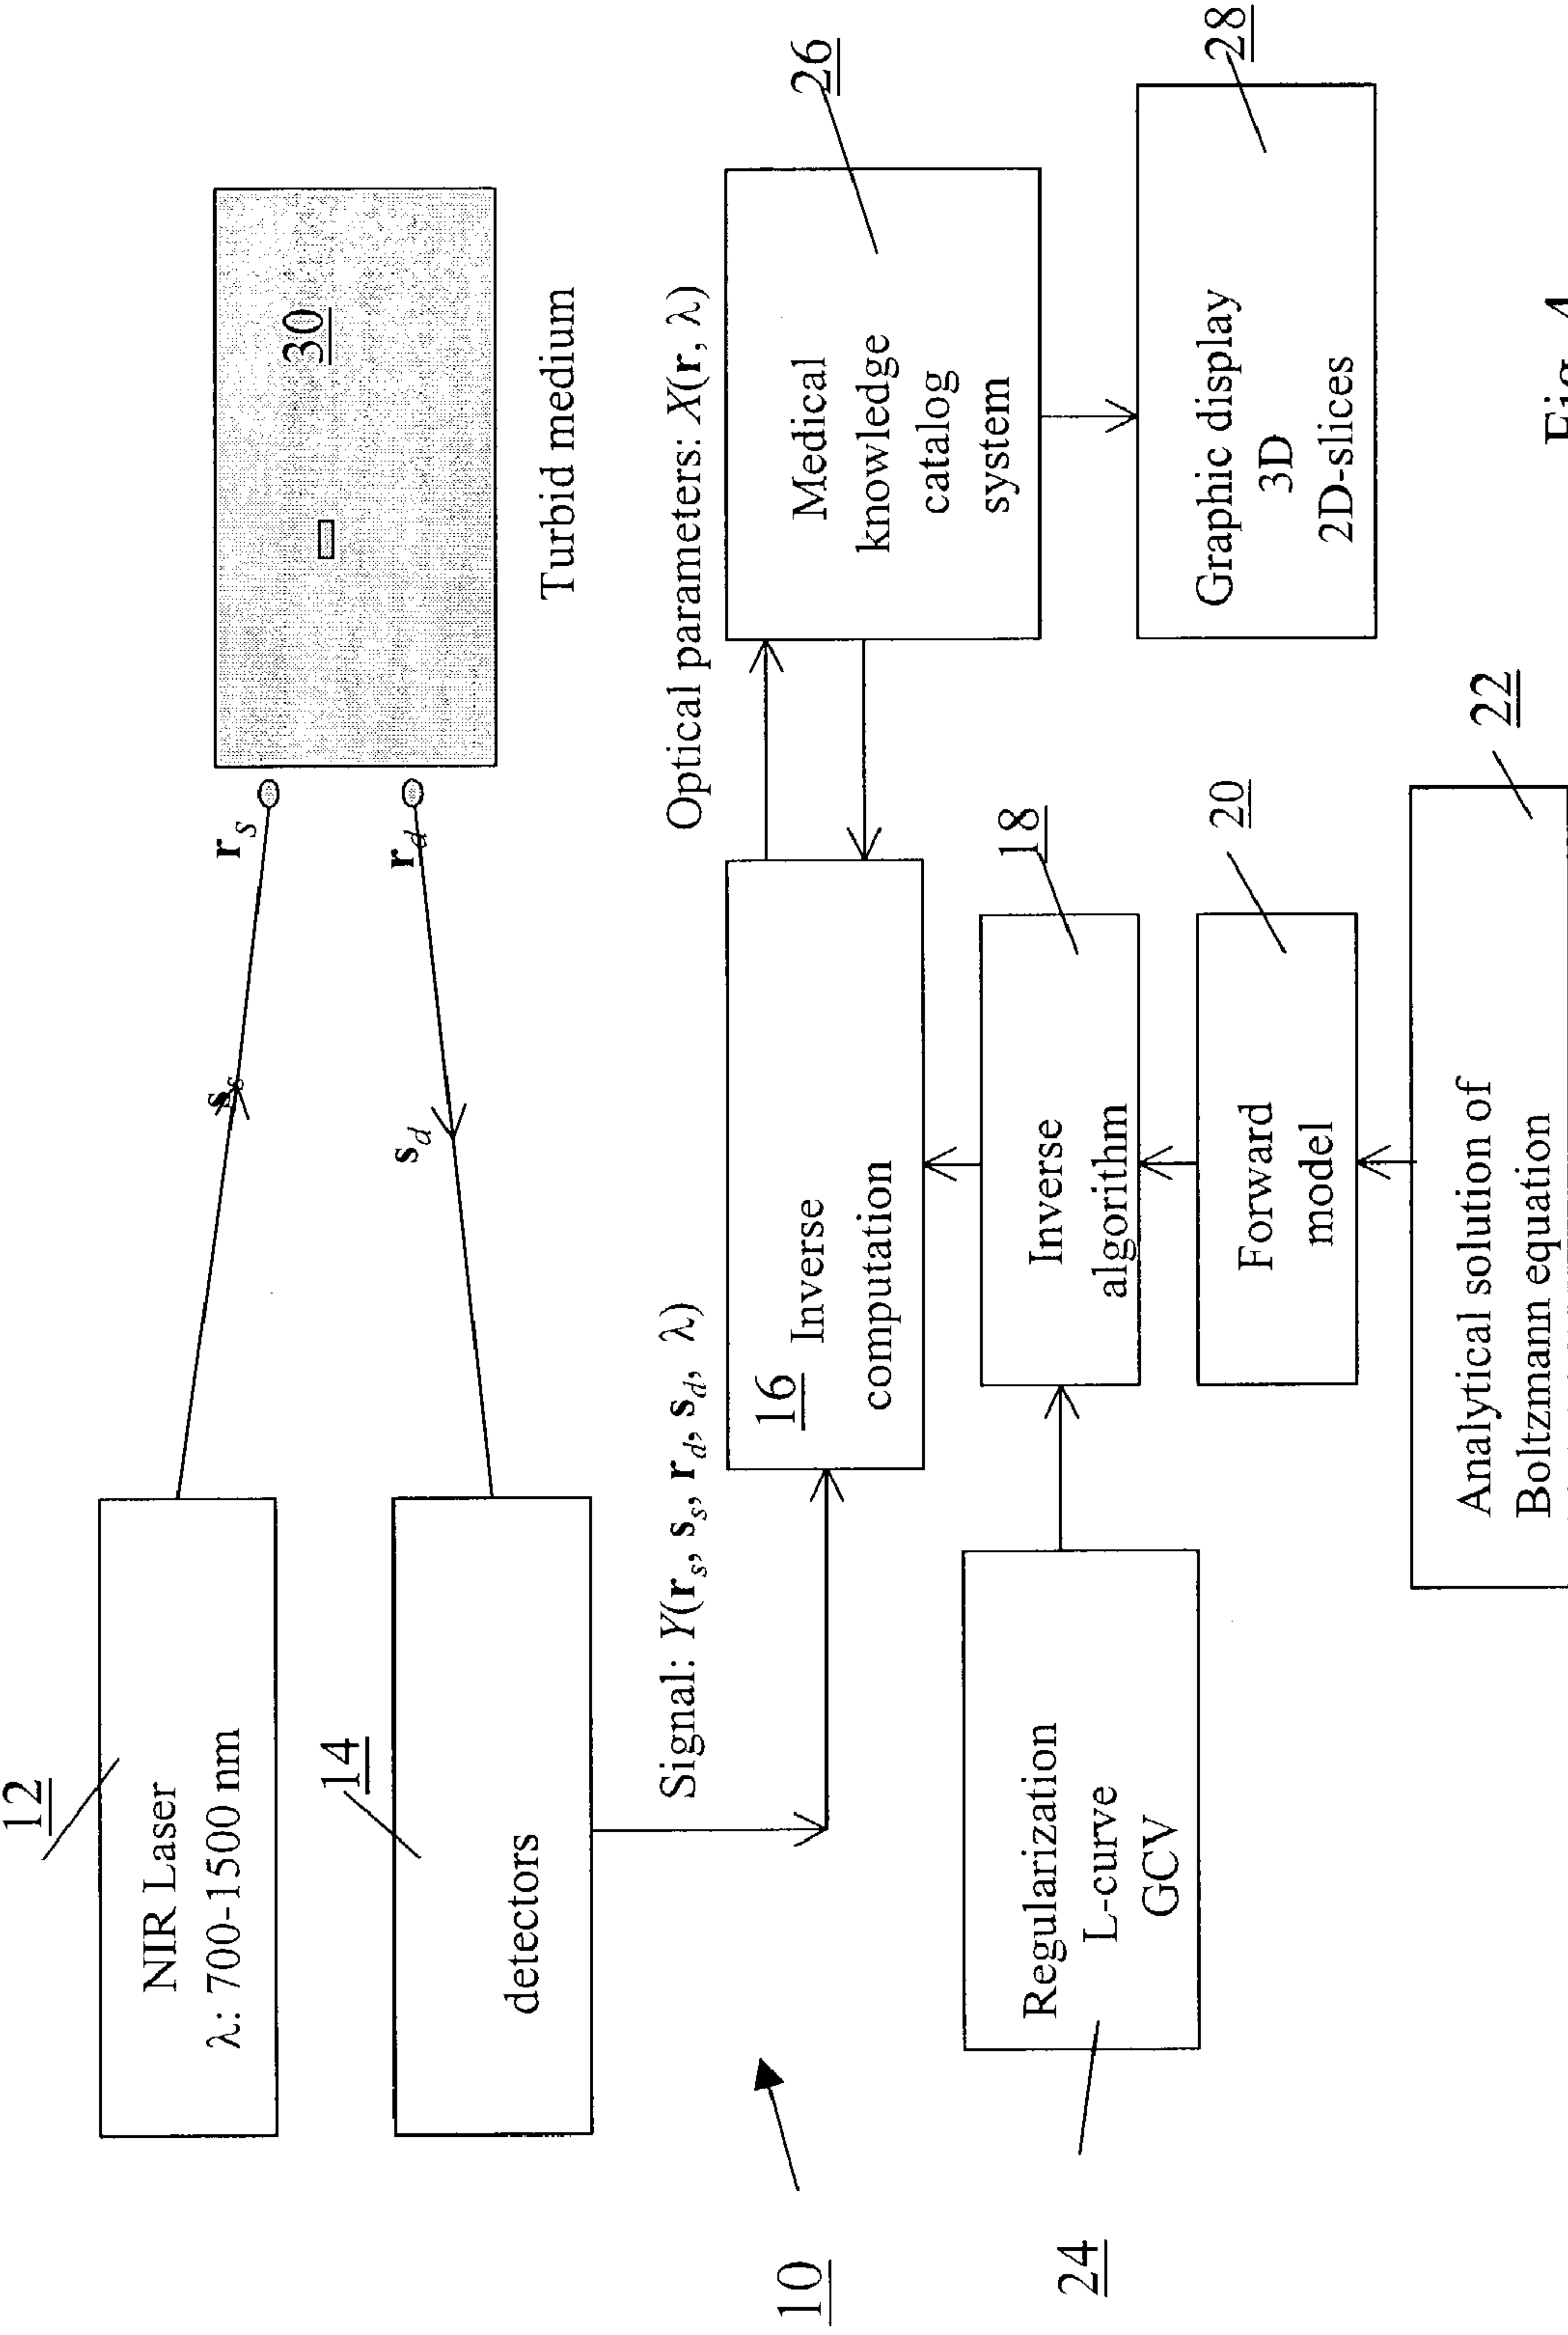 12
NIR Laser
λ: 700-1500 nm
s_s
r_s
30
14
detectors
s_d
r_d
Turbid medium
Signal: Y(r_s, s_s, r_d, s_d, λ)
Optical parameters: X(r, λ)
10
16 Inverse
computation
26
Medical
knowledge
catalog
system
24
Regularization
L-curve
GCV
18
Inverse
algorithm
20
Forward
model
28
Graphic display
3D
2D-slices
22
Analytical solution of
Boltzmann equation